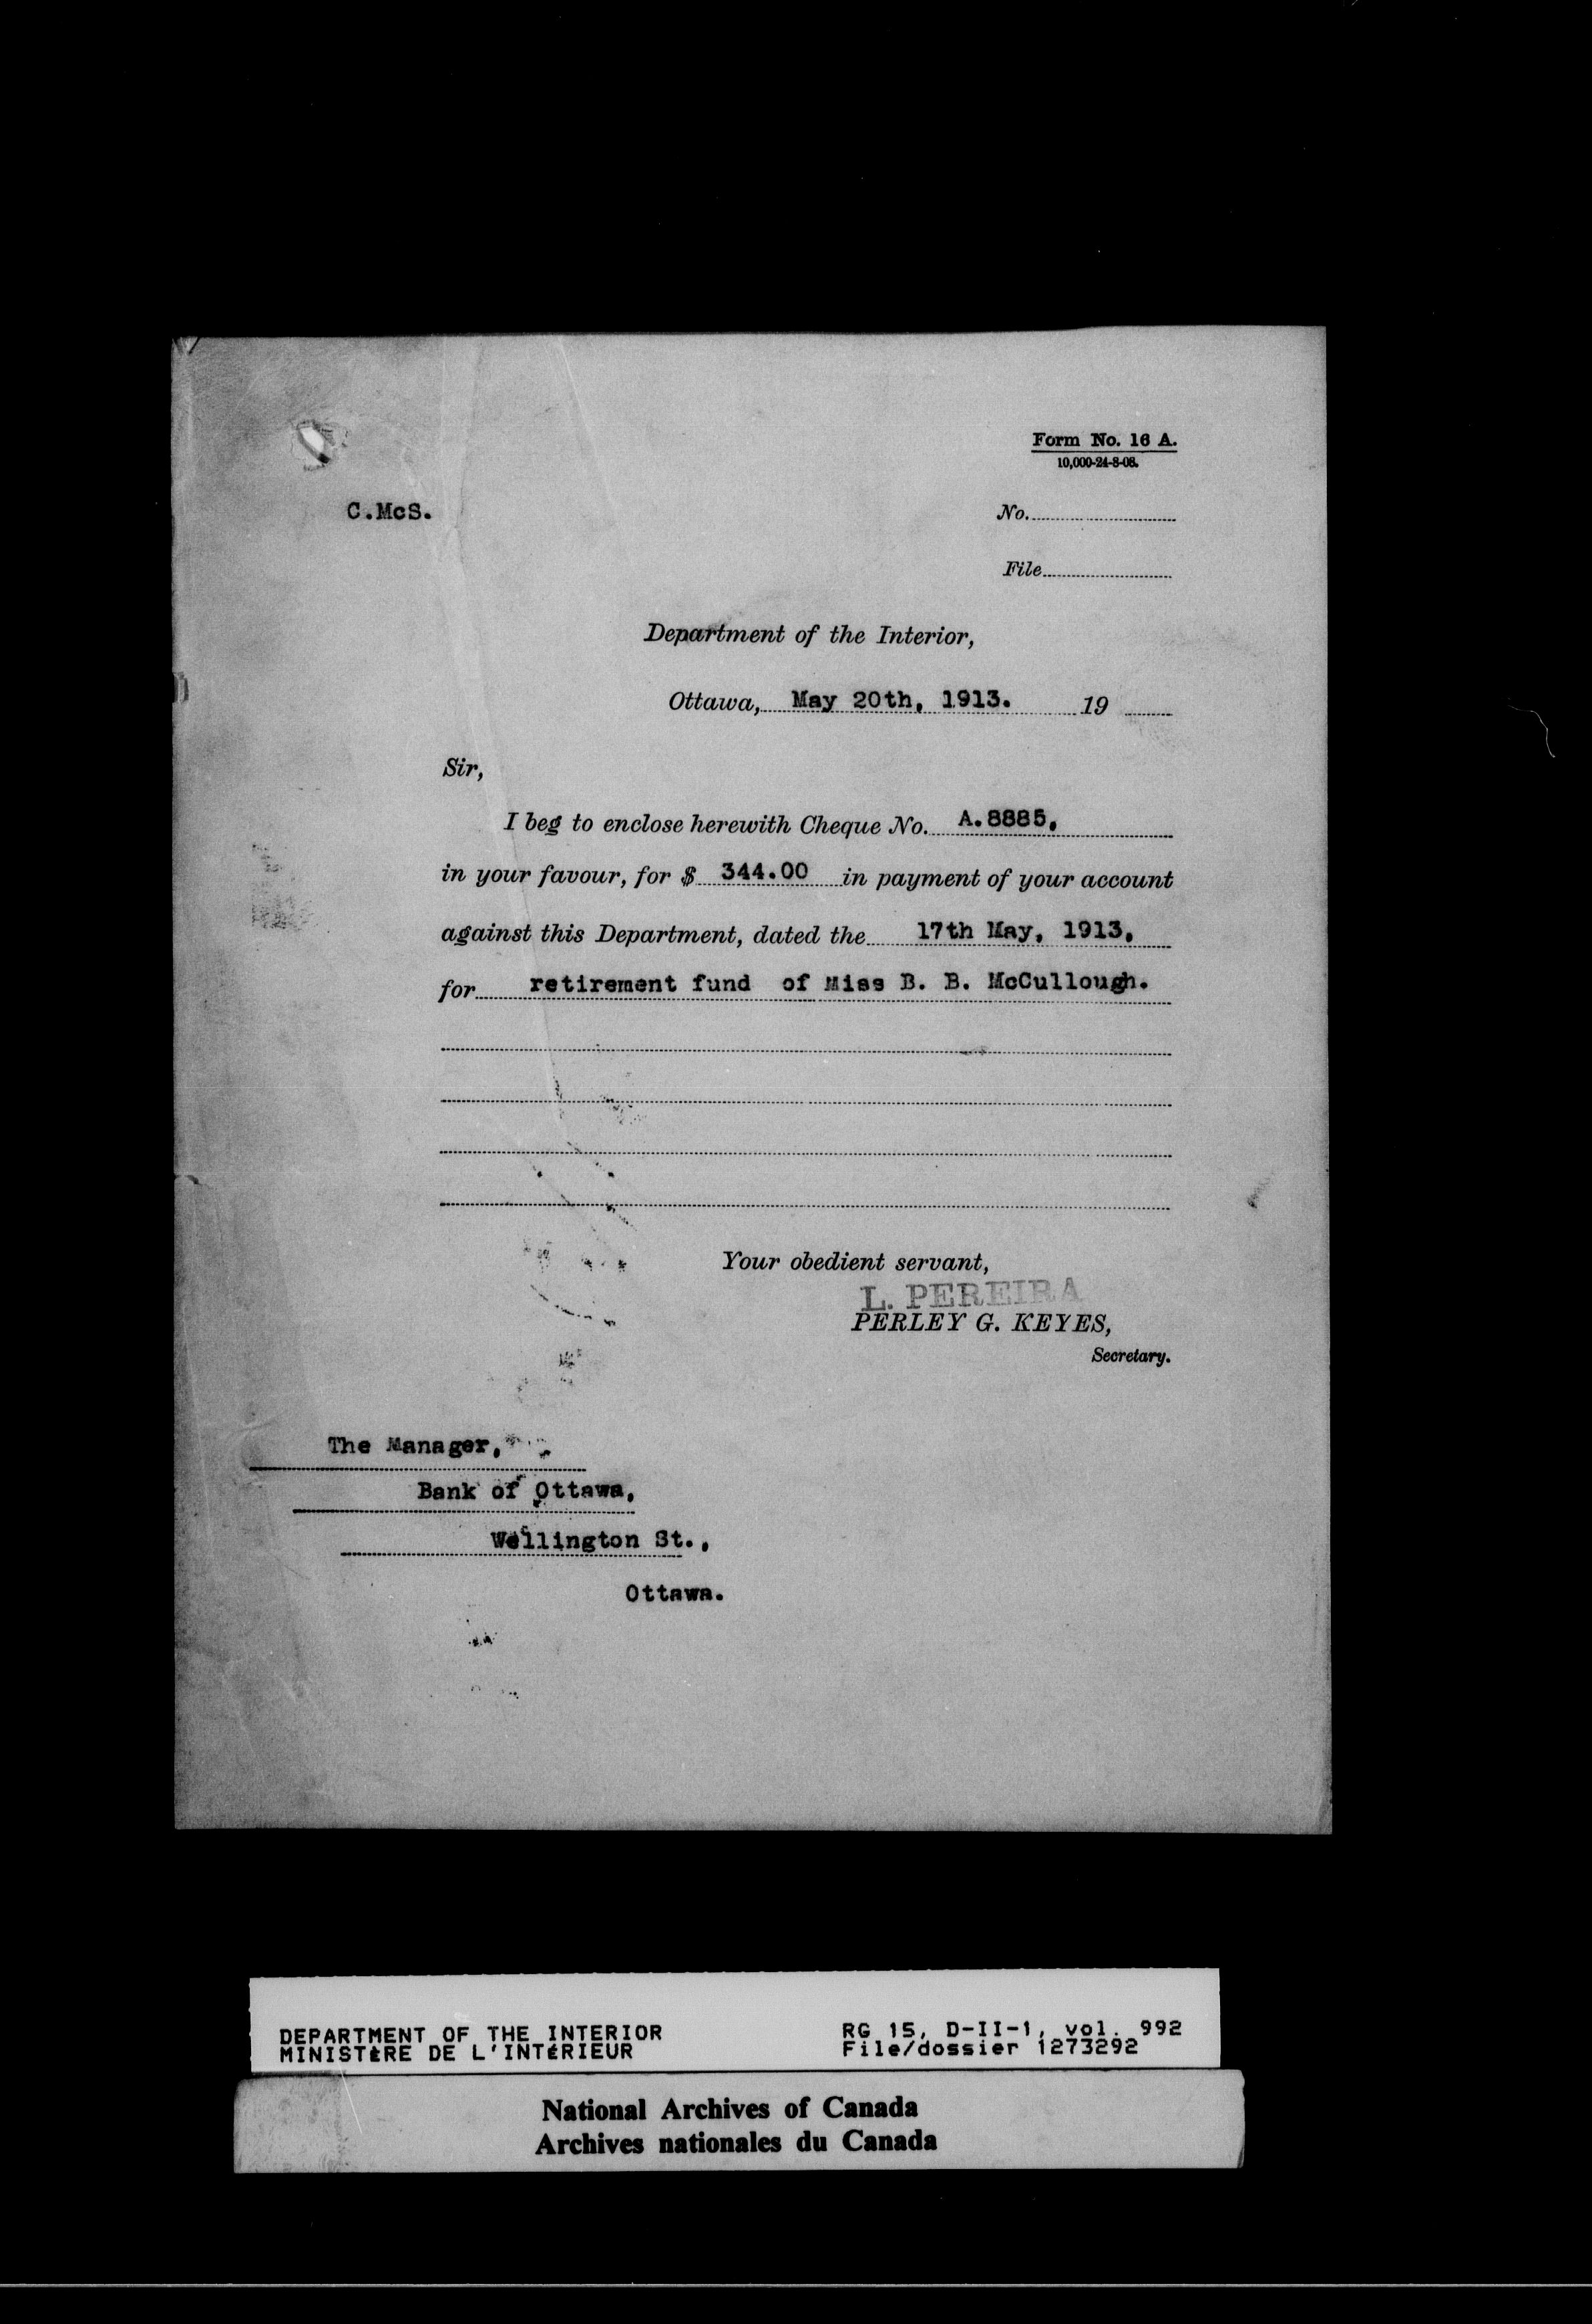 Form No. 16 A.
10,000-24-8-08.
C.McS.
No.
File
Department of the Interior,
Ottawa, May 20th, 1913. 19
Sir,
I beg to enclose herewith Cheque No. A.8885,
in your favour, for $ 344.00 in payment of your account
against this Department, dated the 17th May, 1913,
for retirement fund of Miss B. B. McCullough.
Your obedient servant,
L. PEREIRA
PERLEY G. KEYES,
Secretary.
The Manager,
Bank of Ottawa,
Wellington St.,
Ottawa.
DEPARTMENT OF THE INTERIOR RG 15, D-II-1, vol. 992
MINISTÈRE DE L'INTÉRIEUR File/dossier 1273292
National Archives of Canada
Archives nationales du Canada